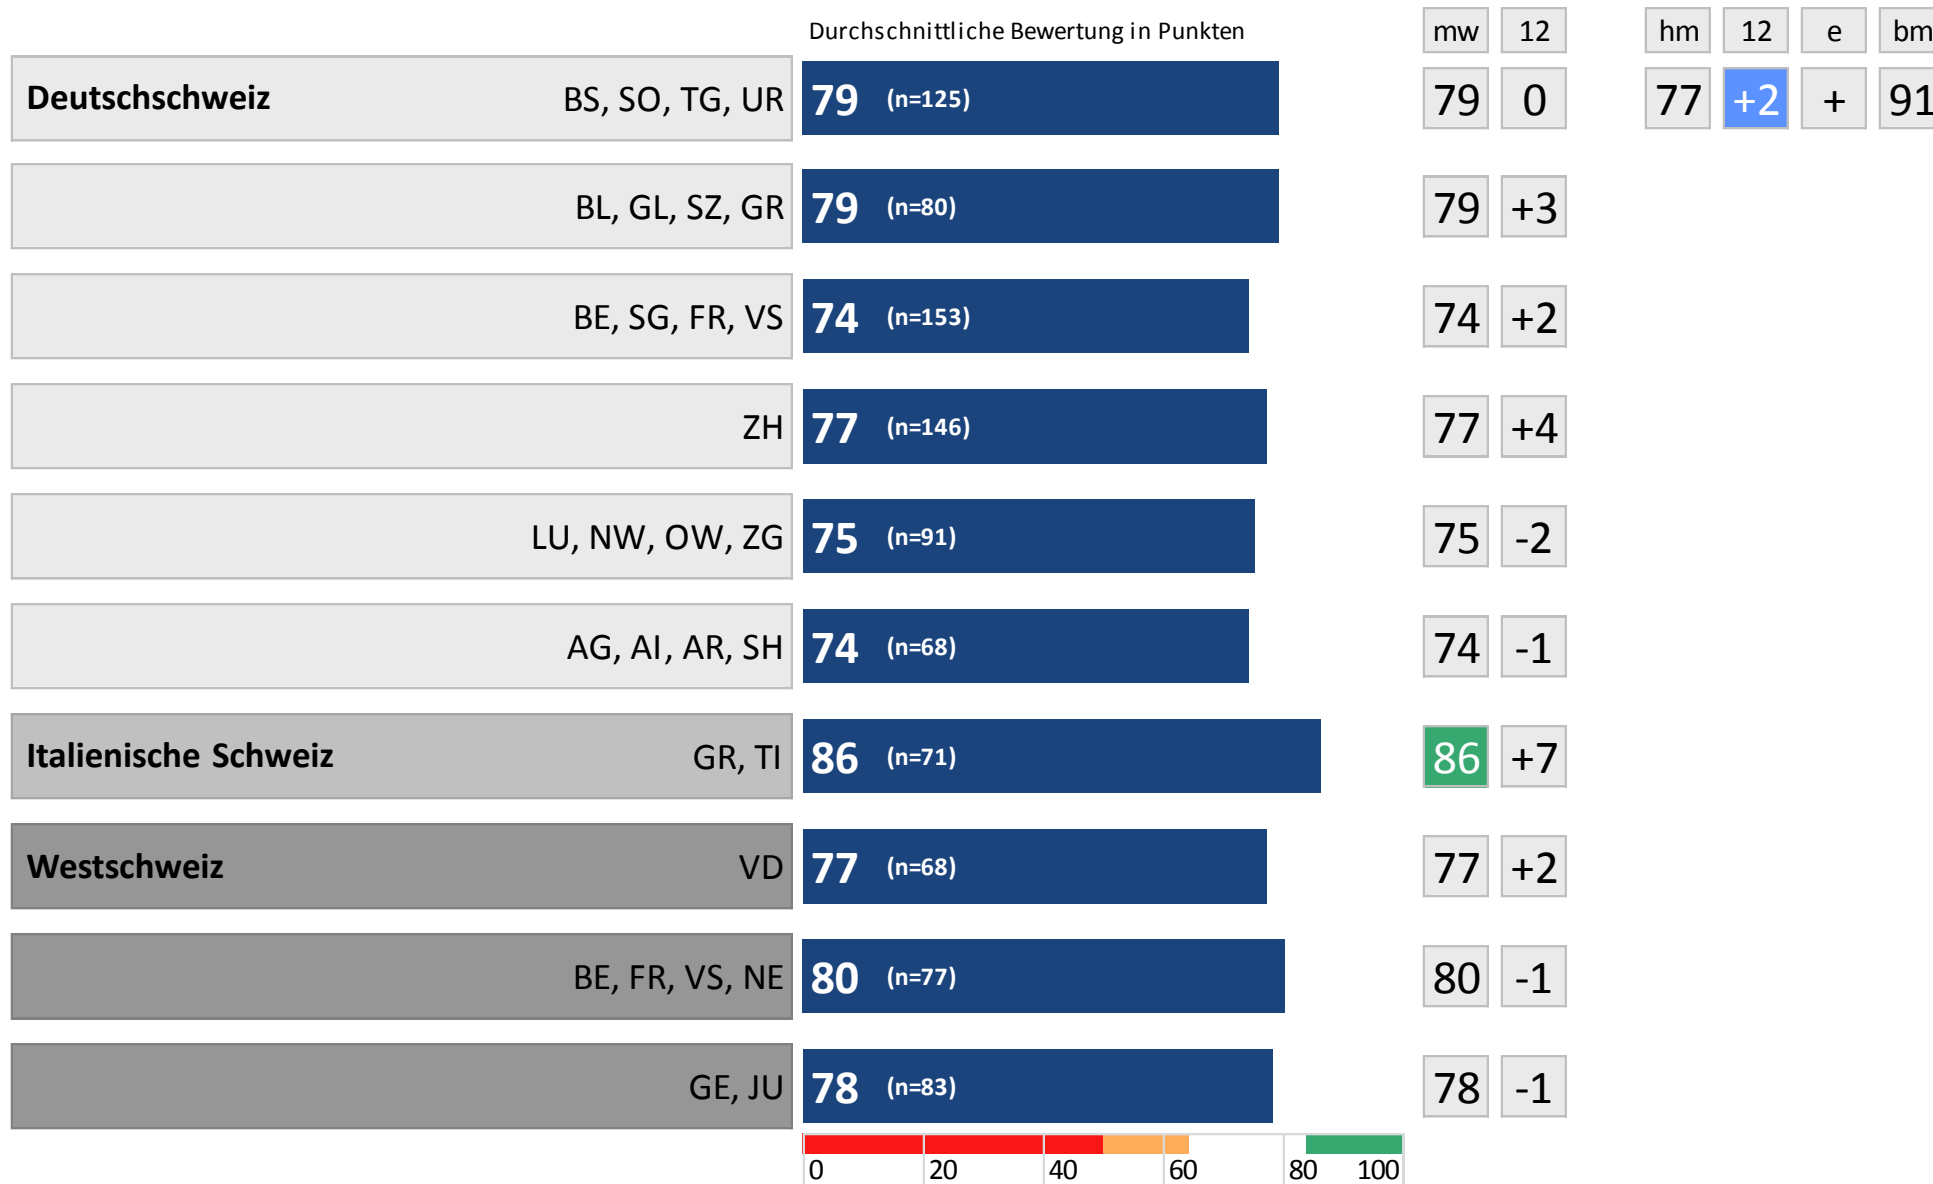 Durchschnittliche Bewertung in Punkten mw 12 hm 12 e bm
Deutschschweiz BS, SO, TG, UR 79 (n=125) 79 0 77 +2 + 91
BL, GL, SZ, GR 79 (n=80) 79 +3
BE, SG, FR, VS 74 (n=153) 74 +2
ZH 77 (n=146) 77 +4
LU, NW, OW, ZG 75 (n=91) 75 -2
AG, AI, AR, SH 74 (n=68) 74 -1
Italienische Schweiz GR, TI 86 (n=71) 86 +7
Westschweiz VD 77 (n=68) 77 +2
BE, FR, VS, NE 80 (n=77) 80 -1
GE, JU 78 (n=83) 78 -1
0 20 40 60 80 100